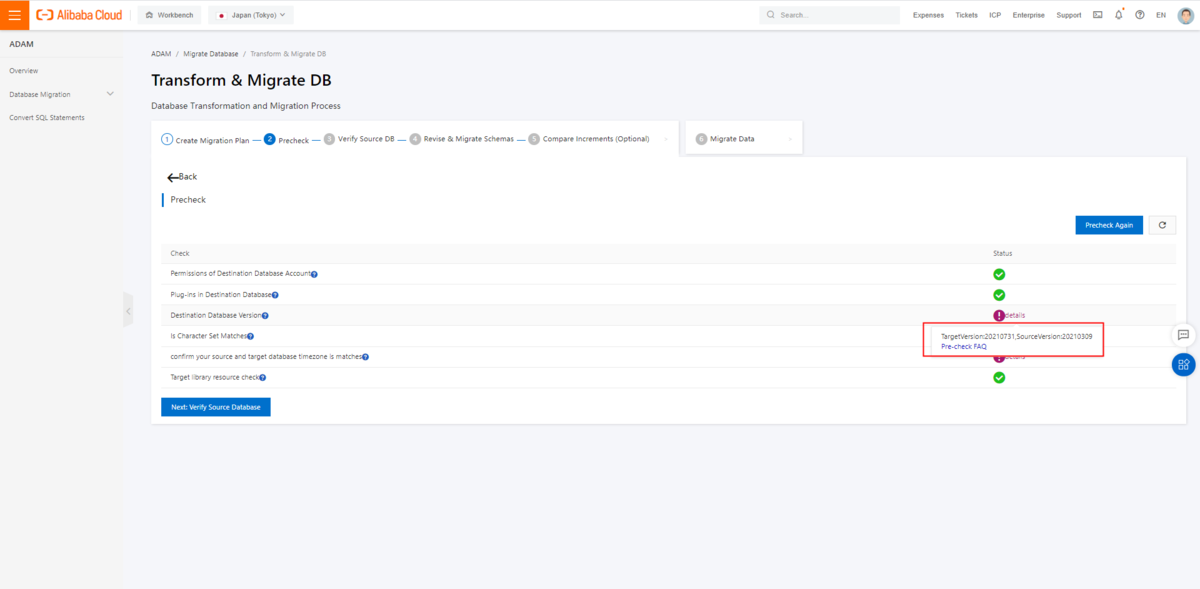 Alibaba Cloud
Workbench
Japan (Tokyo)
Search...
Expenses
Tickets
ICP
Enterprise
Support
EN
ADAM
Overview
Database Migration
Convert SQL Statements
ADAM / Migrate Database / Transform & Migrate DB
Transform & Migrate DB
Database Transformation and Migration Process
1 Create Migration Plan
2 Precheck
3 Verify Source DB
4 Revise & Migrate Schemas
5 Compare Increments (Optional)
6 Migrate Data
Back
Precheck
Precheck Again
Check Status
Permissions of Destination Database Account
Plug-ins in Destination Database
Destination Database Version details
Is Character Set Matches
TargetVersion:20210731,SourceVersion:20210309
Pre-check FAQ
confirm your source and target database timezone is matches details
Target library resource check
Next: Verify Source Database